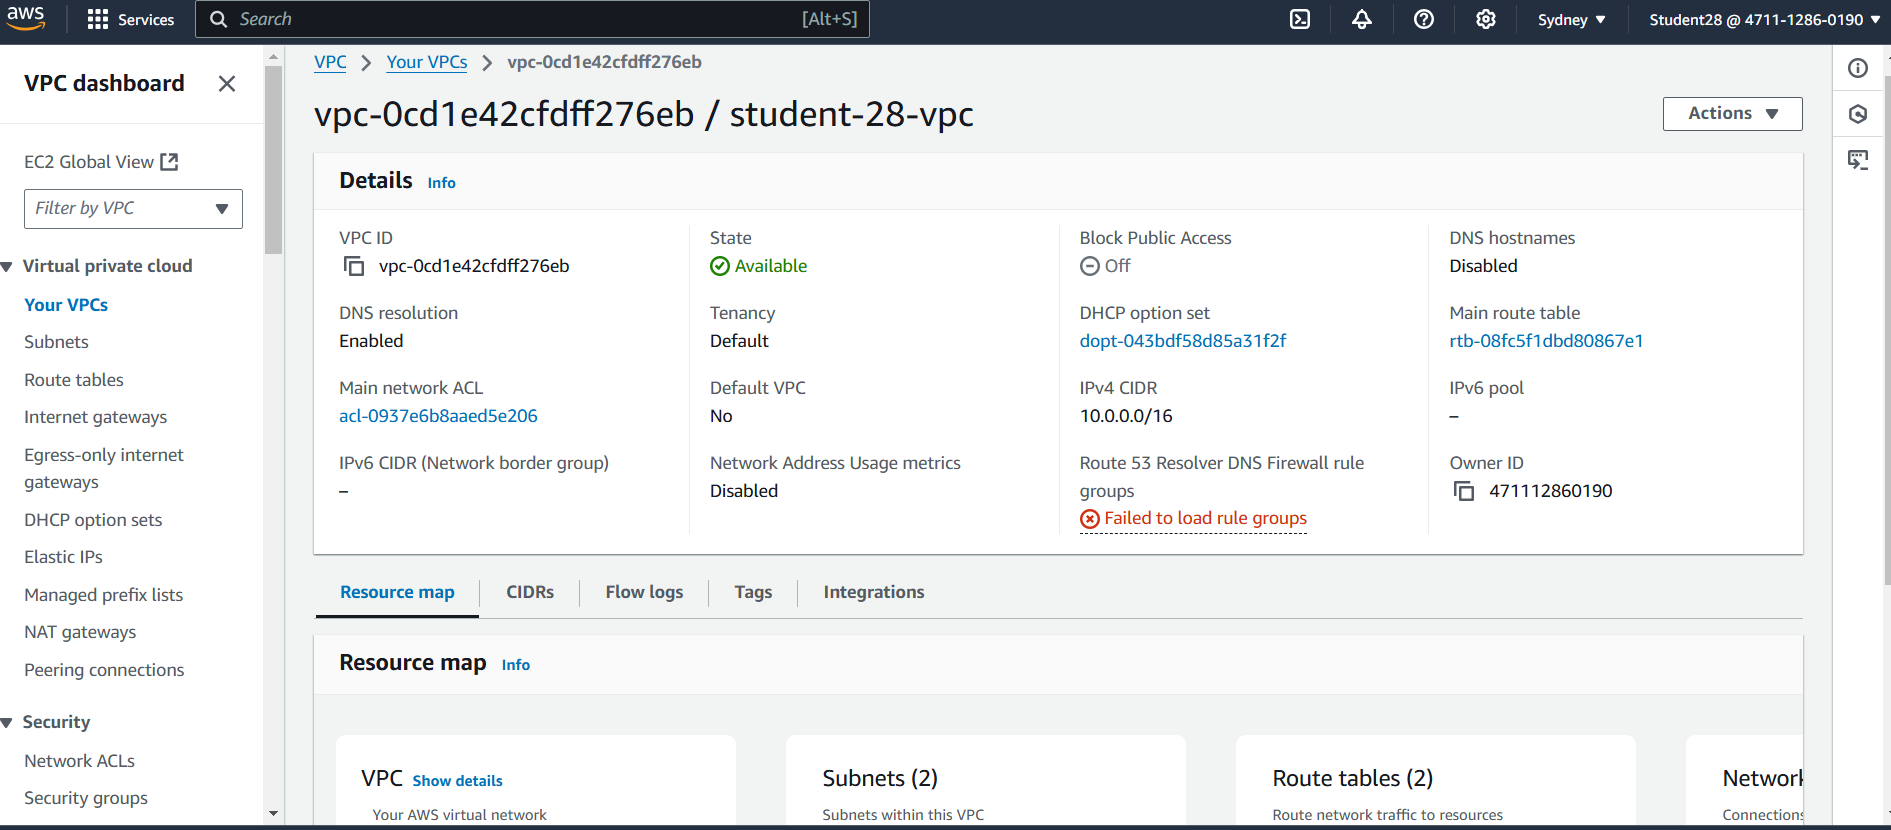 aws
Services
Search
[Alt+S]
Sydney
Student28 @ 4711-1286-0190
VPC dashboard
EC2 Global View
Filter by VPC
Virtual private cloud
Your VPCs
Subnets
Route tables
Internet gateways
Egress-only internet
gateways
DHCP option sets
Elastic IPs
Managed prefix lists
NAT gateways
Peering connections
Security
Network ACLs
Security groups
VPC
Your VPCs
vpc-0cd1e42cfdff276eb
vpc-0cd1e42cfdff276eb / student-28-vpc
Actions
Details Info
VPC ID
vpc-0cd1e42cfdff276eb
State
Available
Block Public Access
Off
DNS hostnames
Disabled
DNS resolution
Enabled
Tenancy
Default
DHCP option set
dopt-043bdf58d85a31f2f
Main route table
rtb-08fc5f1dbd80867e1
Main network ACL
acl-0937e6b8aaed5e206
Default VPC
No
IPv4 CIDR
10.0.0.0/16
IPv6 pool
–
IPv6 CIDR (Network border group)
–
Network Address Usage metrics
Disabled
Route 53 Resolver DNS Firewall rule
groups
Failed to load rule groups
Owner ID
471112860190
Resource map
CIDRs
Flow logs
Tags
Integrations
Resource map Info
VPC Show details
Your AWS virtual network
Subnets (2)
Subnets within this VPC
Route tables (2)
Route network traffic to resources
Network
Connections